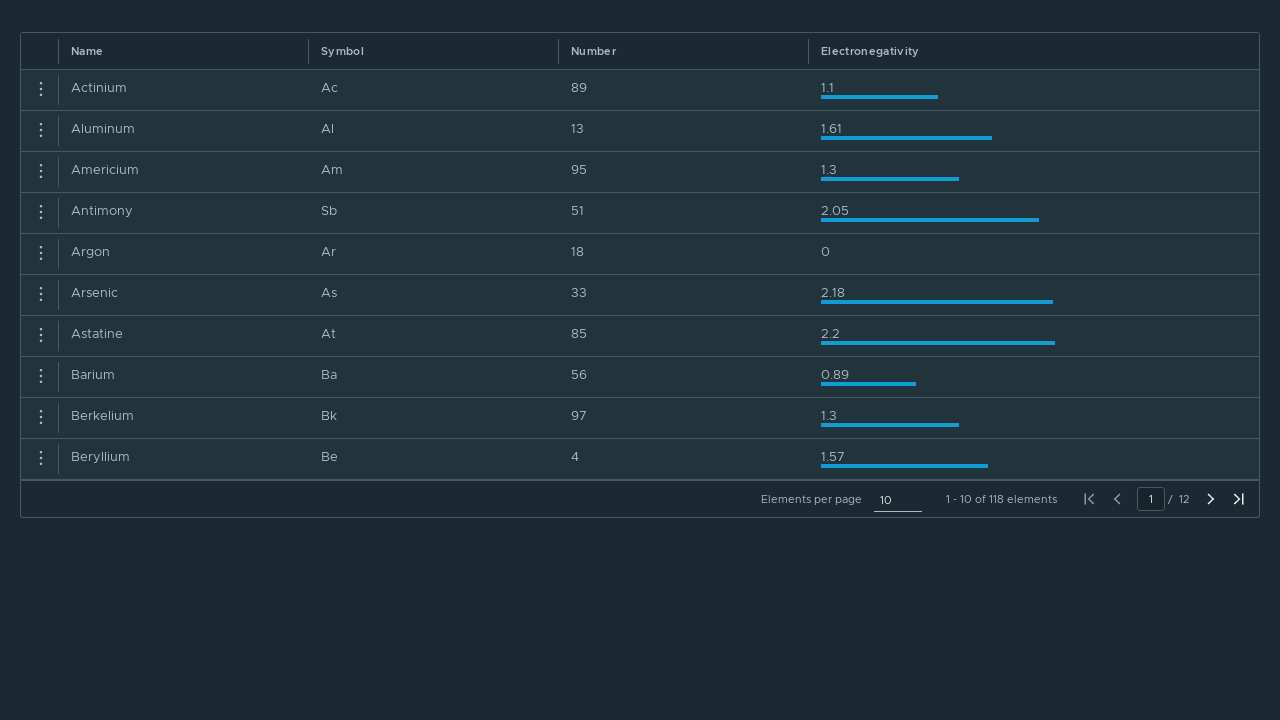 Name Symbol Number Electronegativity
Actinium Ac 89 1.1
Aluminum Al 13 1.61
Americium Am 95 1.3
Antimony Sb 51 2.05
Argon Ar 18 0
Arsenic As 33 2.18
Astatine At 85 2.2
Barium Ba 56 0.89
Berkelium Bk 97 1.3
Beryllium Be 4 1.57
Elements per page 10 1 - 10 of 118 elements 1 / 12